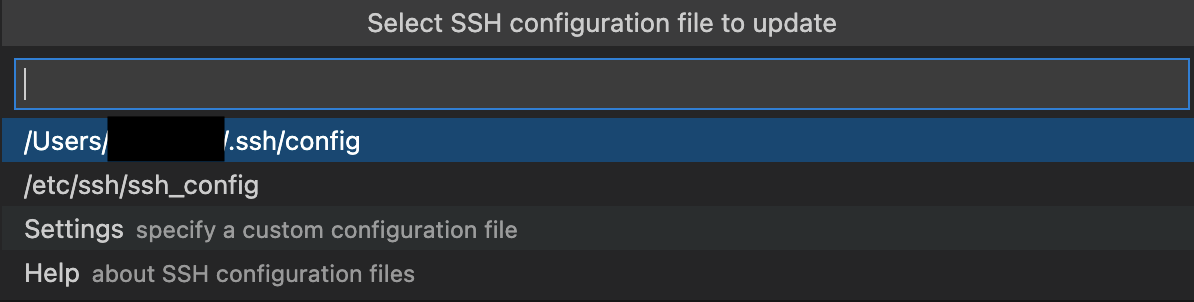 Select SSH configuration file to update
/Users/ /.ssh/config
/etc/ssh/ssh_config
Settings specify a custom configuration file
Help about SSH configuration files